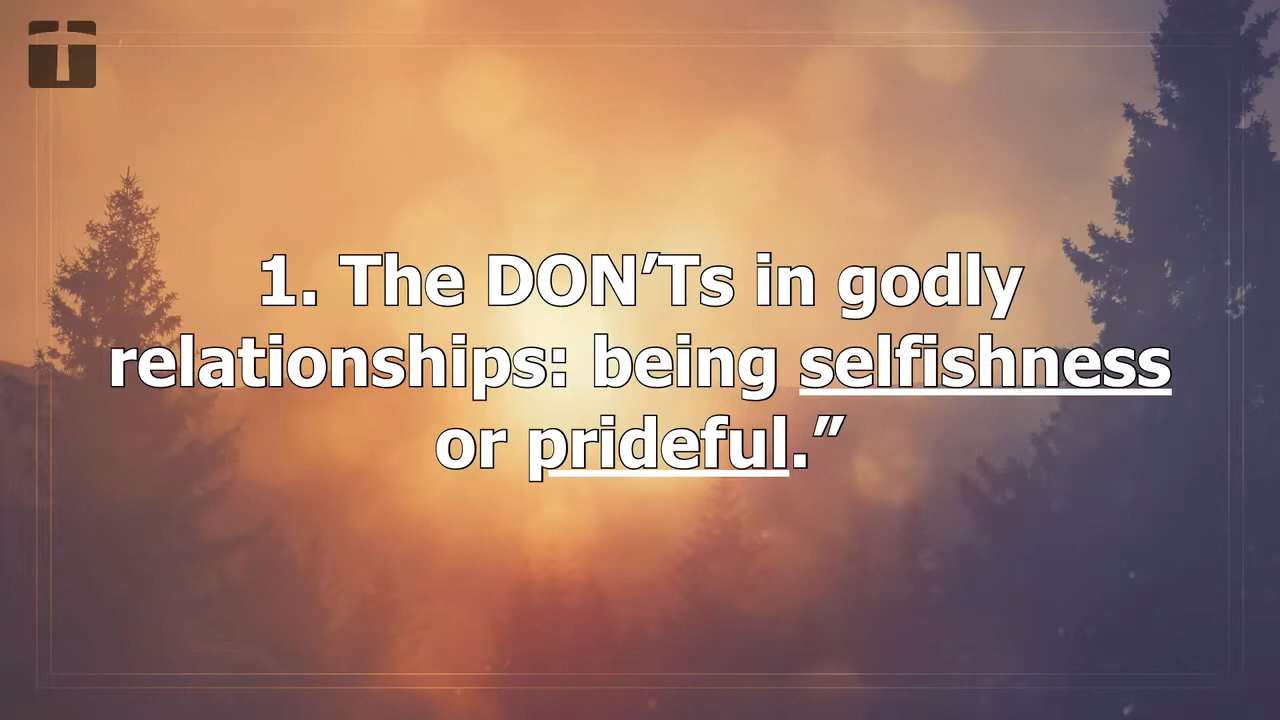 1. The DON’Ts in godly
relationships: being selfishness
or prideful.”